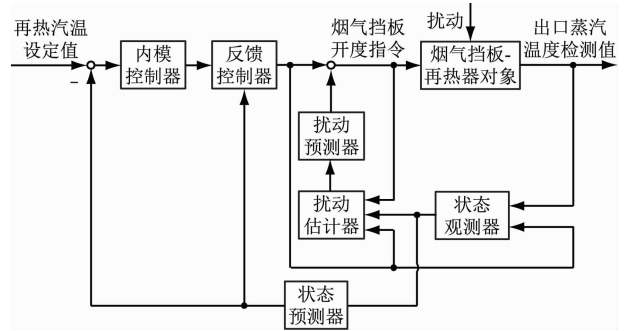 再热汽温
设定值
内模
控制器
反馈
控制器
烟气挡板
开度指令
扰动
烟气挡板-
再热器对象
出口蒸汽
温度检测值
扰动
预测器
扰动
估计器
状态
观测器
状态
预测器
−